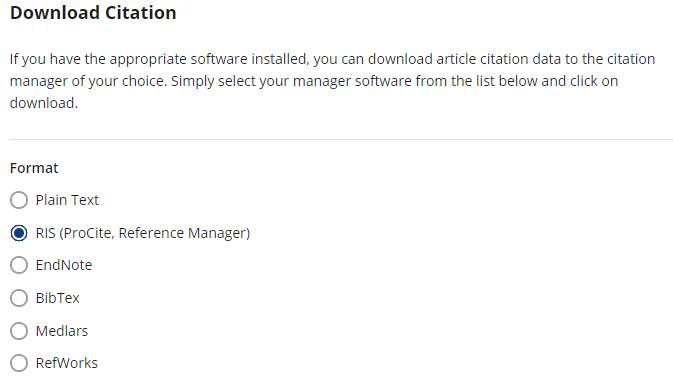 Download Citation
If you have the appropriate software installed, you can download article citation data to the citation
manager of your choice. Simply select your manager software from the list below and click on
download.
Format
Plain Text
RIS (ProCite, Reference Manager)
EndNote
BibTex
Medlars
RefWorks